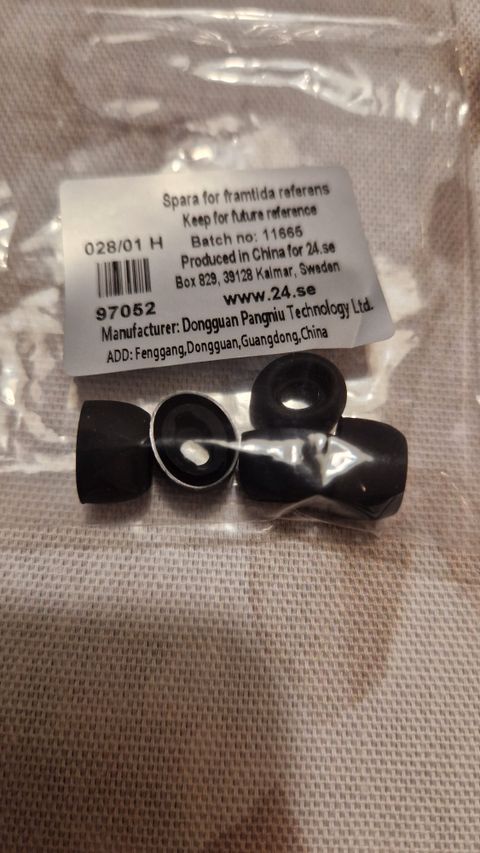 Spara for framtida referens
Keep for future reference
028/01 H
Batch no: 11665
Produced in China for 24.se
Box 829, 39128 Kalmar, Sweden
97052
www.24.se
Manufacturer: Dongguan Pangniu Technology Ltd.
ADD: Fenggang,Dongguan,Guangdong,China